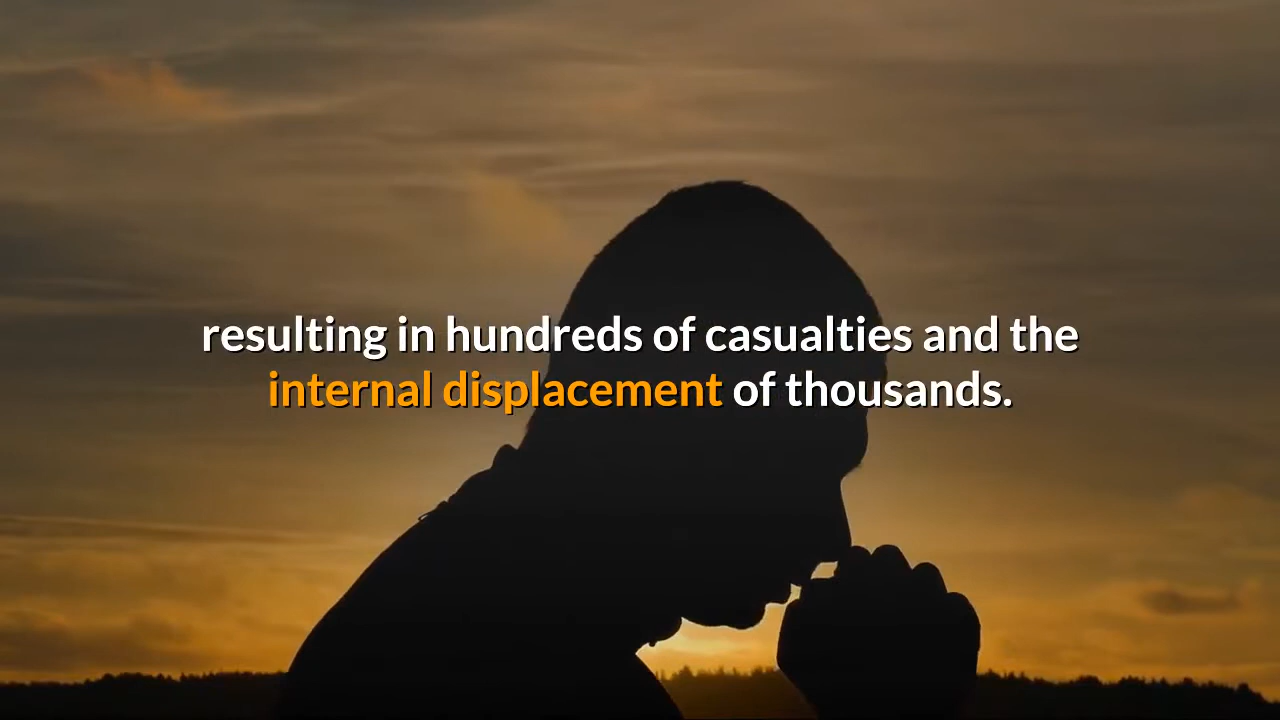 resulting in hundreds of casualties and the
internal displacement of thousands.